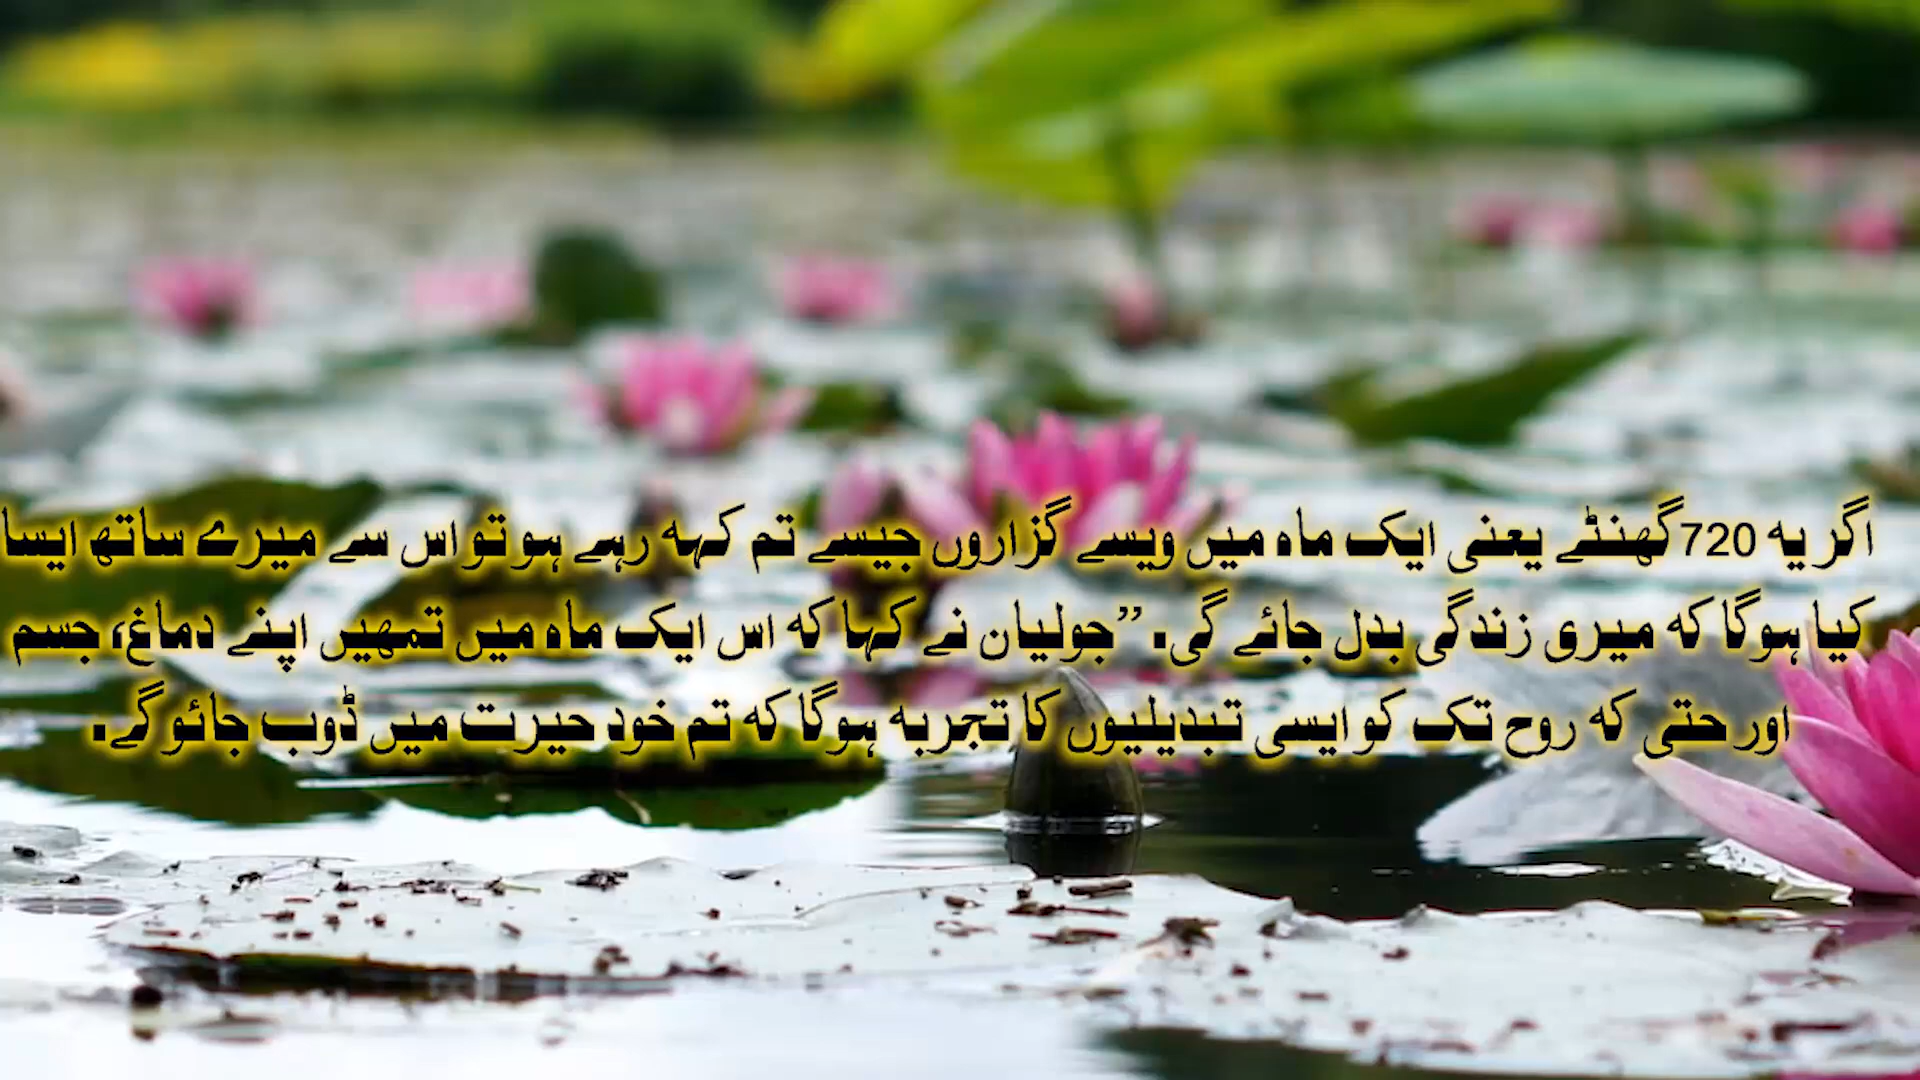 اگر یہ 720 گھنٹے یعنی ایک ماہ میں ویسے گزاروں جیسے تم کہہ رہے ہو تو اس سے میرے ساتھ ایسا
کیا ہوگا کہ میری زندگی بدل جائے گی۔ ”جولیان نے کہا کہ اس ایک ماہ میں تمھیں اپنے دماغ، جسم
اور حتی کہ روح تک کو ایسی تبدیلیوں کا تجربہ ہوگا کہ تم خود حیرت میں ڈوب جائو گے۔